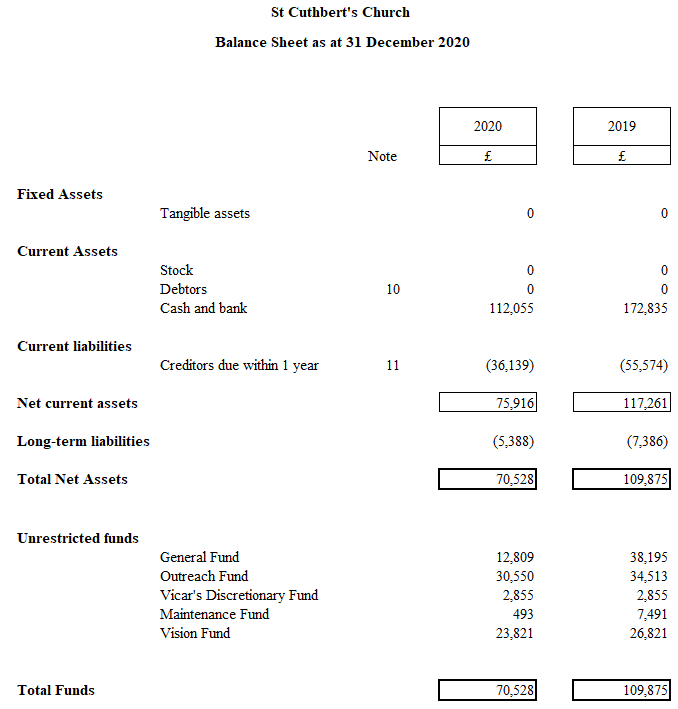 St Cuthbert's Church
Balance Sheet as at 31 December 2020
2020 2019
Note £ £
Fixed Assets
Tangible assets 0 0
Current Assets
Stock 0 0
Debtors 10 0 0
Cash and bank 112,055 172,835
Current liabilities
Creditors due within 1 year 11 (36,139) (55,574)
Net current assets 75,916 117,261
Long-term liabilities (5,388) (7,386)
Total Net Assets 70,528 109,875
Unrestricted funds
General Fund 12,809 38,195
Outreach Fund 30,550 34,513
Vicar's Discretionary Fund 2,855 2,855
Maintenance Fund 493 7,491
Vision Fund 23,821 26,821
Total Funds 70,528 109,875